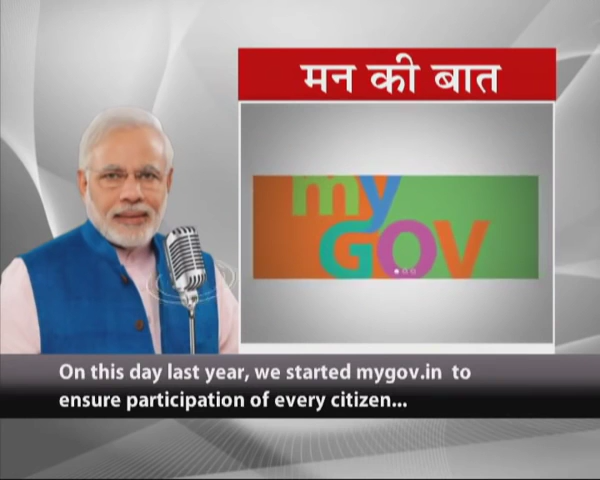 मन की बात
my
GOV
On this day last year, we started mygov.in to
ensure participation of every citizen...